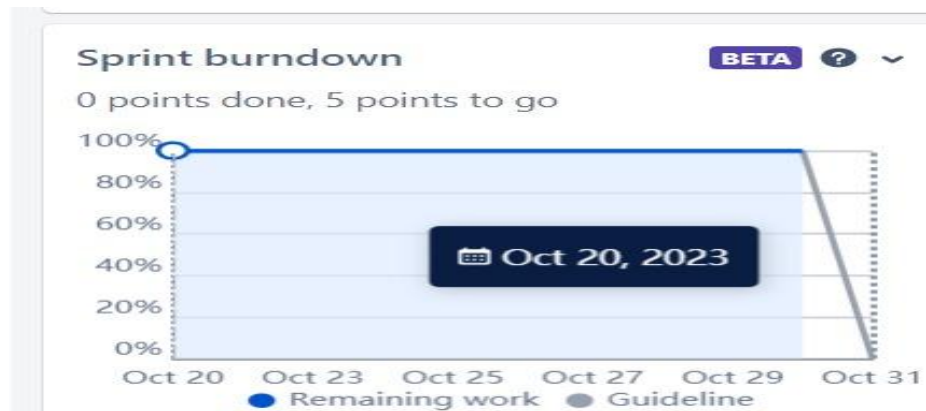 Sprint burndown BETA ?
0 points done, 5 points to go
100%
80%
60%
40%
20%
0%
Oct 20, 2023
Oct 20 Oct 23 Oct 25 Oct 27 Oct 29 Oct 31
Remaining work Guideline